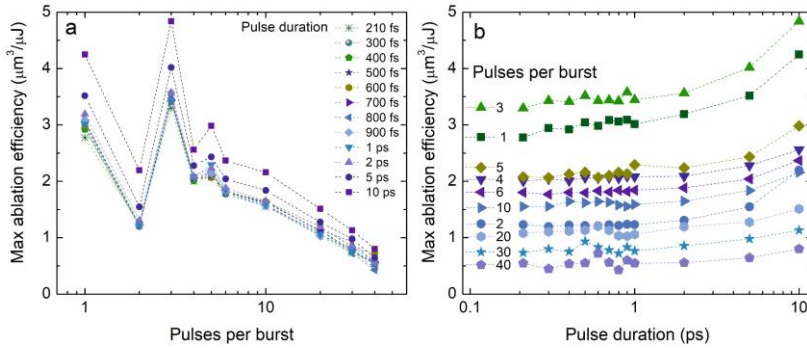 a
Pulse duration
210 fs
300 fs
400 fs
500 fs
600 fs
700 fs
800 fs
900 fs
1 ps
2 ps
5 ps
10 ps
5
4
3
2
1
0
1
10
Max ablation efficiency (μm³/μJ)
Pulses per burst
b
Pulses per burst
3
1
5
4
6
10
2
20
30
40
5
4
3
2
1
0
0.1
1
10
Max ablation efficiency (μm³/μJ)
Pulse duration (ps)